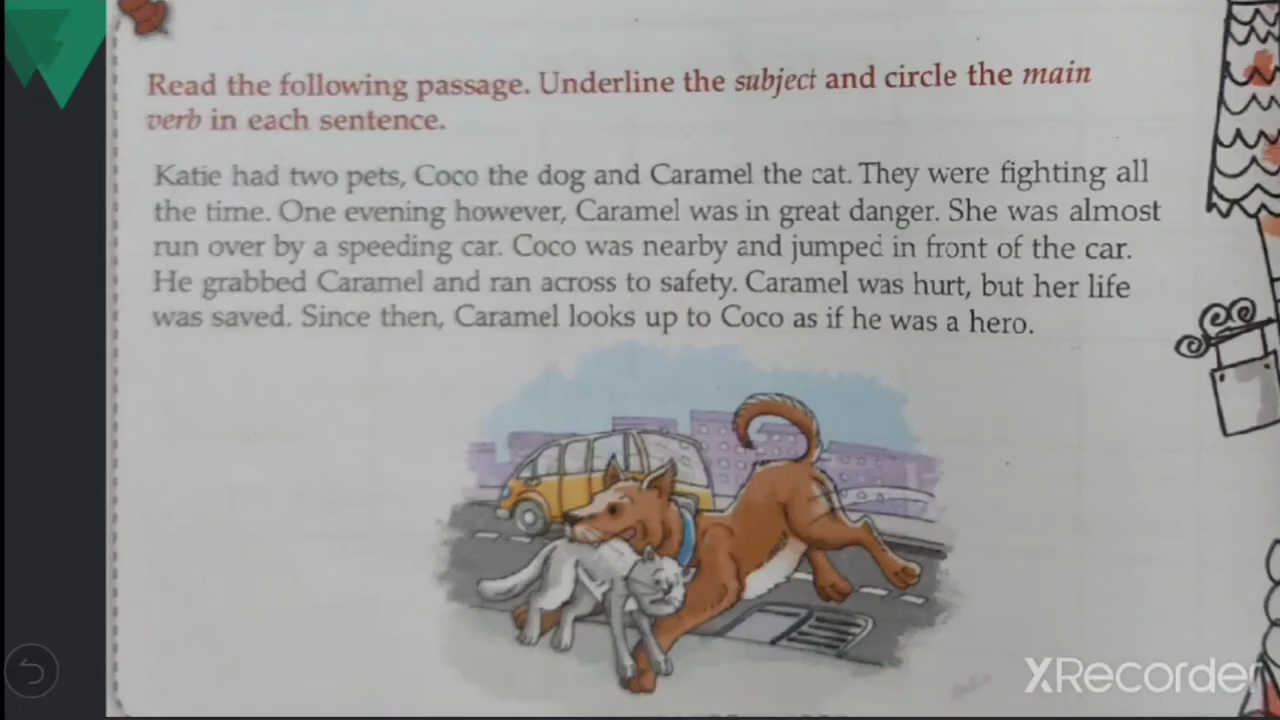 Read the following passage. Underline the subject and circle the main
verb in each sentence.
Katie had two pets, Coco the dog and Caramel the cat. They were fighting all
the time. One evening however, Caramel was in great danger. She was almost
run over by a speeding car. Coco was nearby and jumped in front of the car.
He grabbed Caramel and ran across to safety. Caramel was hurt, but her life
was saved. Since then, Caramel looks up to Coco as if he was a hero.
XRecorder